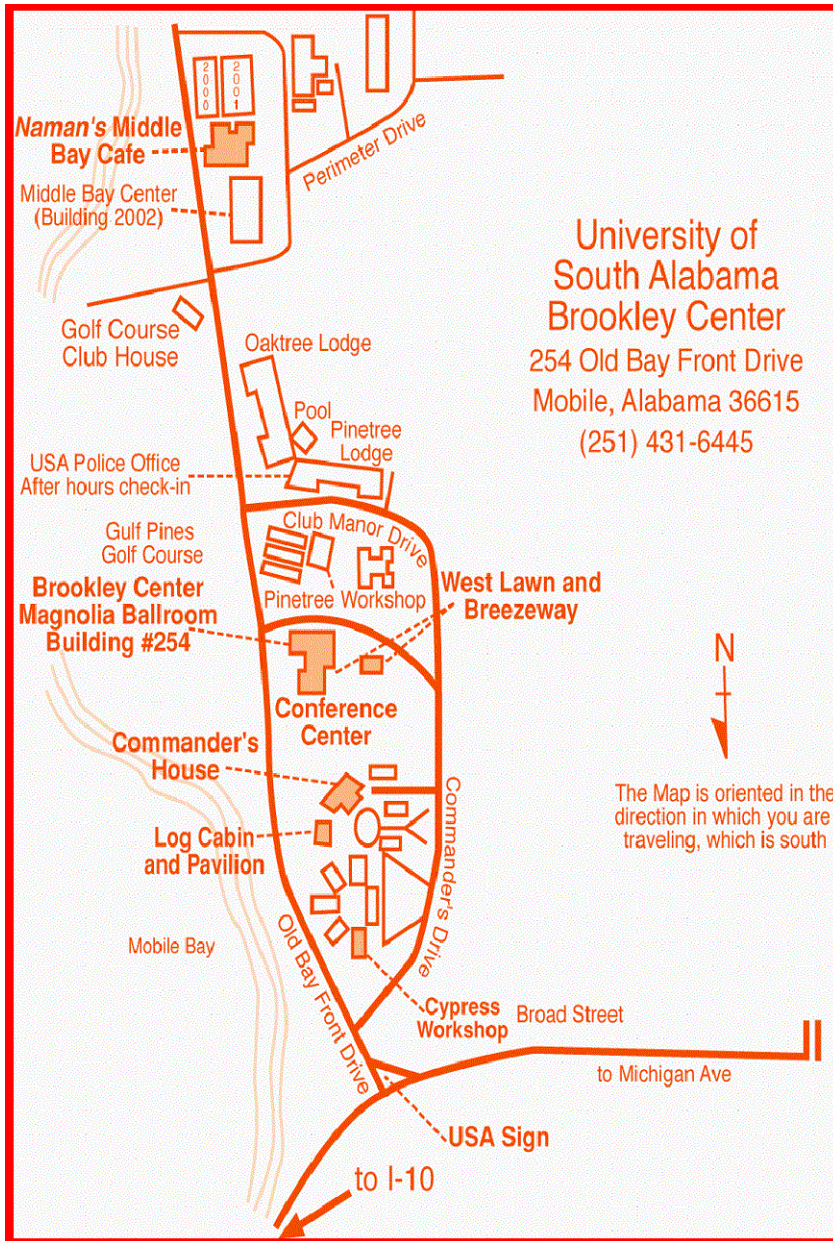 2000
2001
Naman's Middle
Bay Cafe
Perimeter Drive
Middle Bay Center
(Building 2002)
University of
South Alabama
Brookley Center
254 Old Bay Front Drive
Mobile, Alabama 36615
(251) 431-6445
Golf Course
Club House
Oaktree Lodge
Pool
Pinetree
Lodge
USA Police Office
After hours check-in
Gulf Pines
Golf Course
Club Manor Drive
Brookley Center
Magnolia Ballroom
Building #254
Pinetree Workshop
West Lawn and
Breezeway
N
Conference
Center
Commander's
House
The Map is oriented in the
direction in which you are
traveling, which is south
Log Cabin
and Pavilion
Commander's Drive
Mobile Bay
Old Bay Front Drive
Cypress
Workshop
Broad Street
to Michigan Ave
USA Sign
to I-10